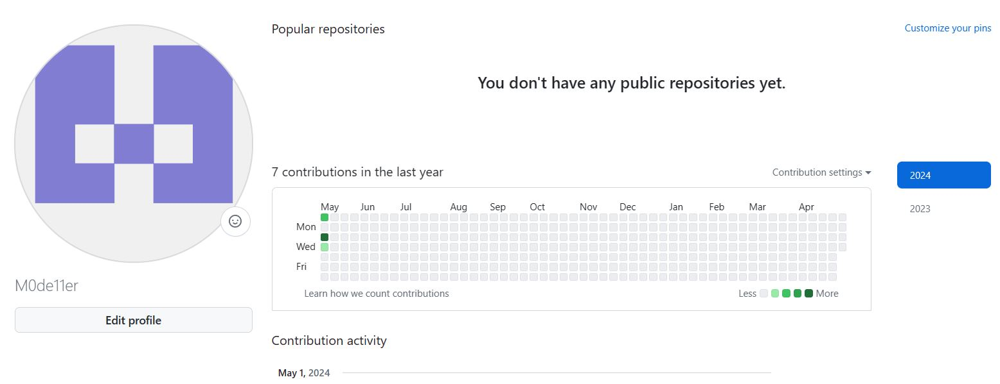 Popular repositories
Customize your pins
You don't have any public repositories yet.
7 contributions in the last year
Contribution settings
2024
2023
May Jun Jul Aug Sep Oct Nov Dec Jan Feb Mar Apr
Mon
Wed
Fri
Learn how we count contributions
Less More
M0de11er
Edit profile
Contribution activity
May 1, 2024